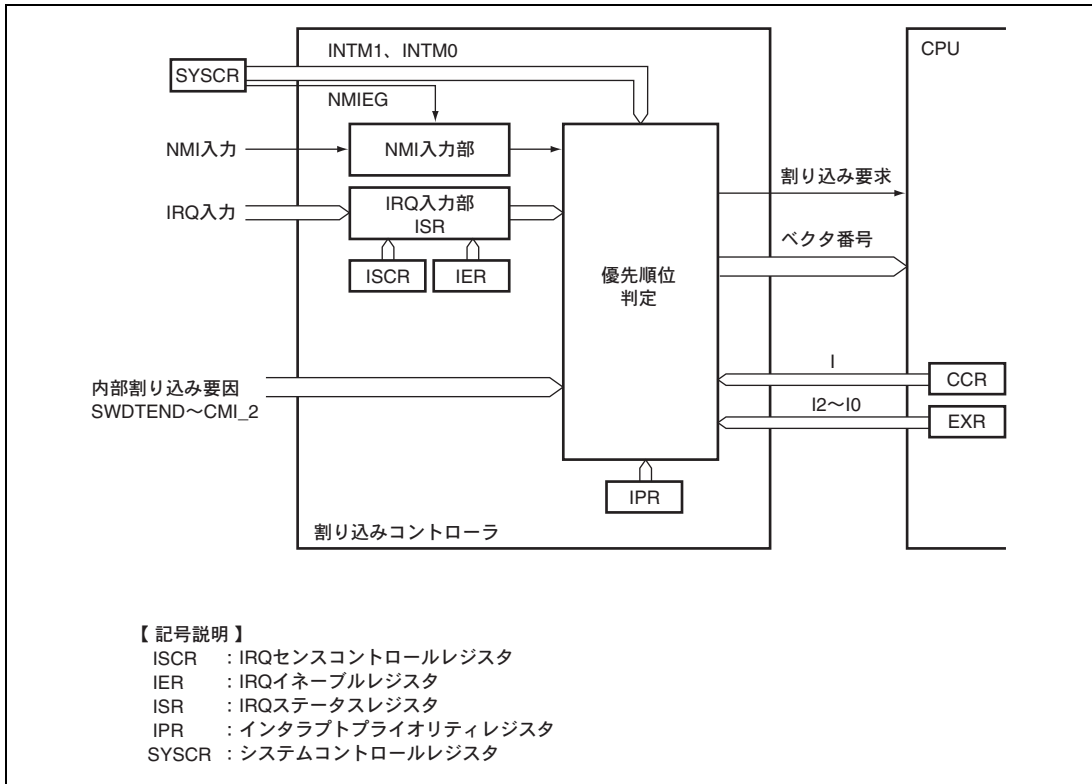 INTM1、INTM0
CPU
SYSCR
NMIEG
NMI入力
NMI入力部
割り込み要求
IRQ入力
IRQ入力部
ISR
ベクタ番号
ISCR
IER
優先順位
判定
内部割り込み要因
SWDTEND～CMI_2
I
CCR
I2～I0
EXR
IPR
割り込みコントローラ
【 記号説明 】
ISCR ：IRQセンスコントロールレジスタ
IER ：IRQイネーブルレジスタ
ISR ：IRQステータスレジスタ
IPR ：インタラプトプライオリティレジスタ
SYSCR ：システムコントロールレジスタ